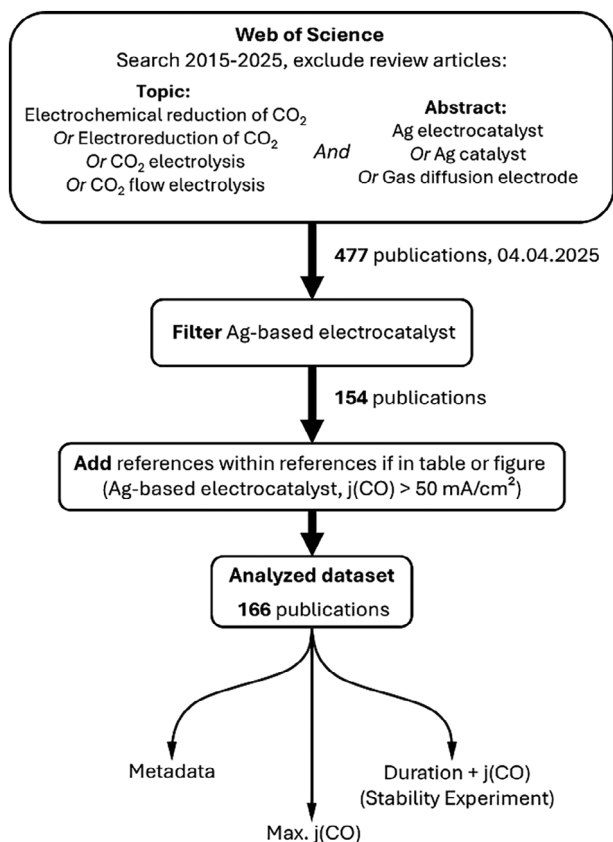 Web of Science
Search 2015-2025, exclude review articles:
Topic:
Electrochemical reduction of CO₂
Or Electroreduction of CO₂
Or CO₂ electrolysis
Or CO₂ flow electrolysis
And
Abstract:
Ag electrocatalyst
Or Ag catalyst
Or Gas diffusion electrode
477 publications, 04.04.2025
Filter Ag-based electrocatalyst
154 publications
Add references within references if in table or figure
(Ag-based electrocatalyst, j(CO) > 50 mA/cm²)
Analyzed dataset
166 publications
Metadata
Max. j(CO)
Duration + j(CO)
(Stability Experiment)